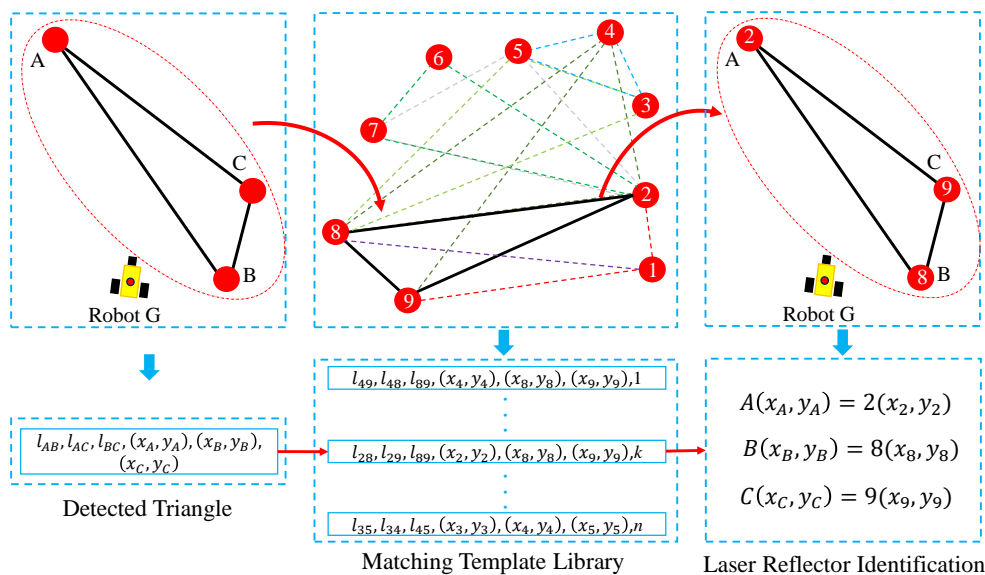 A
C
B
Robot G
4
5
6
3
7
2
8
1
9
2
A
C
9
8
B
Robot G
l_{AB}, l_{AC}, l_{BC}, (x_A, y_A), (x_B, y_B),
(x_C, y_C)
Detected Triangle
l_{49}, l_{48}, l_{89}, (x_4, y_4), (x_8, y_8), (x_9, y_9),1
l_{28}, l_{29}, l_{89}, (x_2, y_2), (x_8, y_8), (x_9, y_9),k
l_{35}, l_{34}, l_{45}, (x_3, y_3), (x_4, y_4), (x_5, y_5),n
Matching Template Library
A(x_A, y_A) = 2(x_2, y_2)
B(x_B, y_B) = 8(x_8, y_8)
C(x_C, y_C) = 9(x_9, y_9)
Laser Reflector Identification